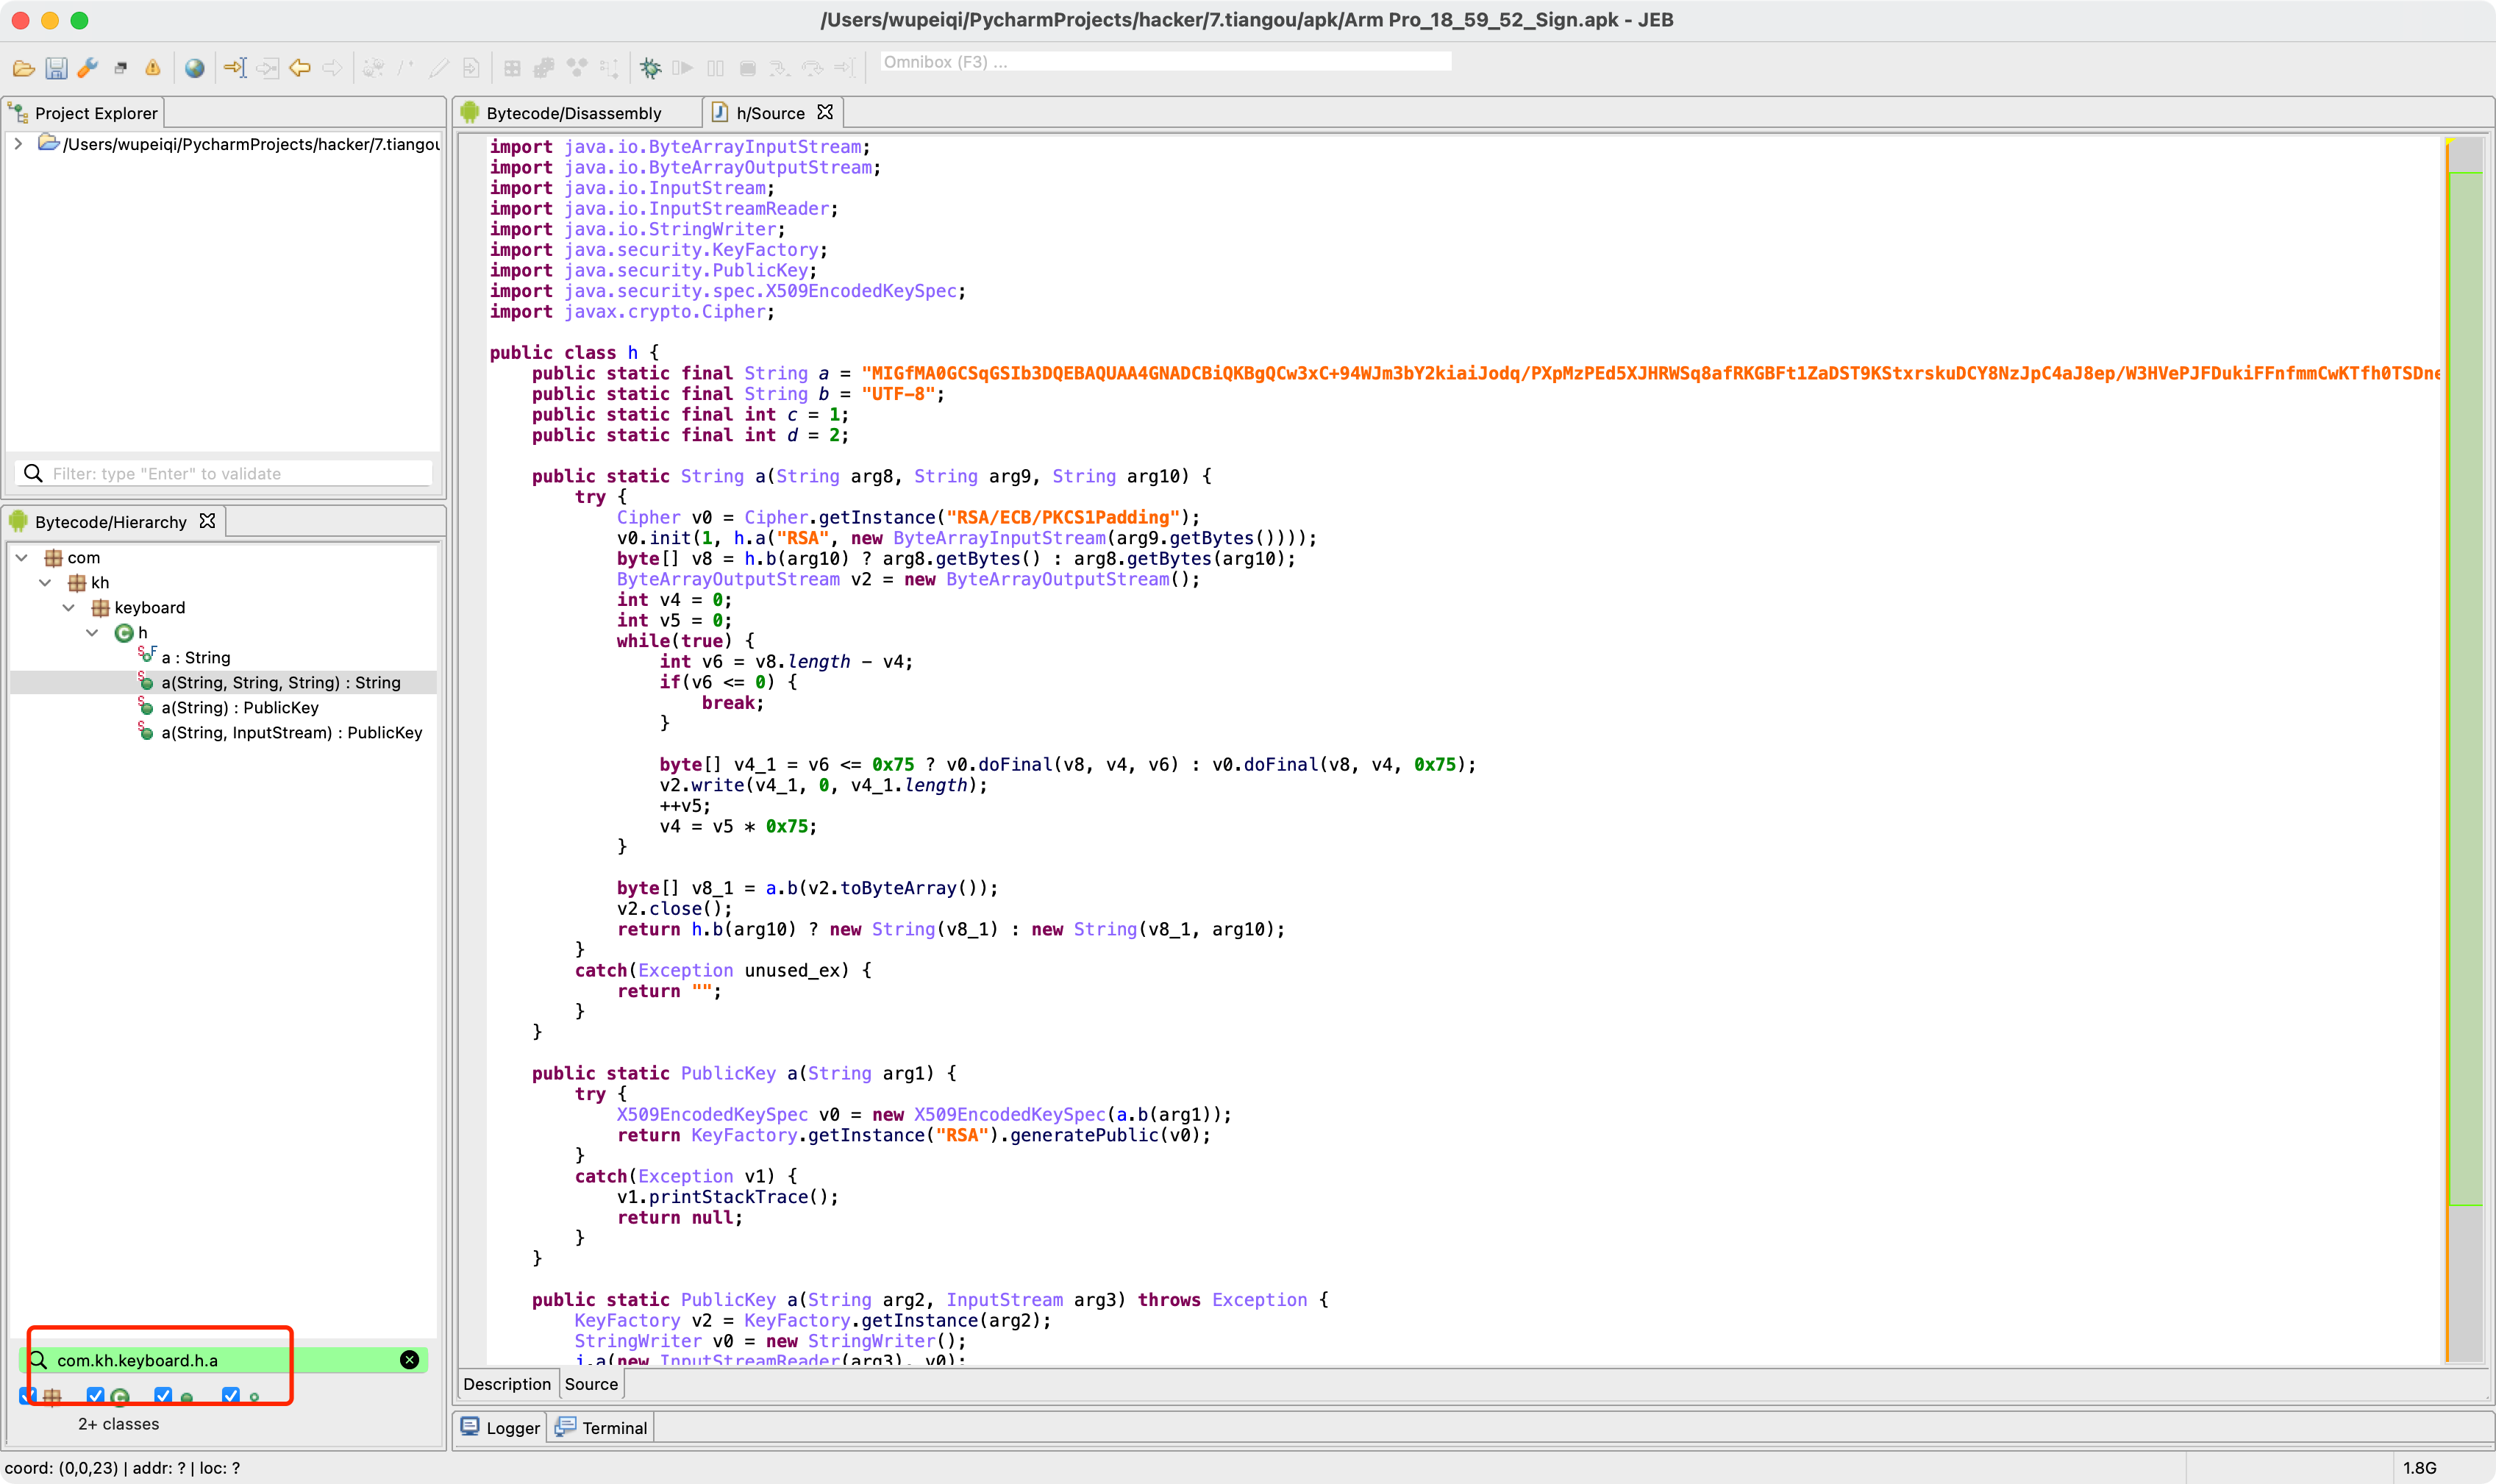 /Users/wupeiqi/PycharmProjects/hacker/7.tiangou/apk/Arm Pro_18_59_52_Sign.apk - JEB
Omnibox (F3) ...
Project Explorer
/Users/wupeiqi/PycharmProjects/hacker/7.tiangou
Filter: type "Enter" to validate
Bytecode/Hierarchy
com
kh
keyboard
h
a : String
a(String, String, String) : String
a(String) : PublicKey
a(String, InputStream) : PublicKey
com.kh.keyboard.h.a
2+ classes
Bytecode/Disassembly
h/Source
import java.io.ByteArrayInputStream;
import java.io.ByteArrayOutputStream;
import java.io.InputStream;
import java.io.InputStreamReader;
import java.io.StringWriter;
import java.security.KeyFactory;
import java.security.PublicKey;
import java.security.spec.X509EncodedKeySpec;
import javax.crypto.Cipher;
public class h {
public static final String a = "MIGfMA0GCSqGSIb3DQEBAQUAA4GNADCBiQKBgQCw3xC+94WJm3bY2kiaiJodq/PXpMzPEd5XJHRWSq8afRKGBFt1ZaDST9KStxrskuDCY8NzJpC4aJ8ep/W3HVePJFDukiFFnfmmCwKTfh0TSDne
public static final String b = "UTF-8";
public static final int c = 1;
public static final int d = 2;
public static String a(String arg8, String arg9, String arg10) {
try {
Cipher v0 = Cipher.getInstance("RSA/ECB/PKCS1Padding");
v0.init(1, h.a("RSA", new ByteArrayInputStream(arg9.getBytes())));
byte[] v8 = h.b(arg10) ? arg8.getBytes() : arg8.getBytes(arg10);
ByteArrayOutputStream v2 = new ByteArrayOutputStream();
int v4 = 0;
int v5 = 0;
while(true) {
int v6 = v8.length - v4;
if(v6 <= 0) {
break;
}
byte[] v4_1 = v6 <= 0x75 ? v0.doFinal(v8, v4, v6) : v0.doFinal(v8, v4, 0x75);
v2.write(v4_1, 0, v4_1.length);
++v5;
v4 = v5 * 0x75;
}
byte[] v8_1 = a.b(v2.toByteArray());
v2.close();
return h.b(arg10) ? new String(v8_1) : new String(v8_1, arg10);
}
catch(Exception unused_ex) {
return "";
}
}
public static PublicKey a(String arg1) {
try {
X509EncodedKeySpec v0 = new X509EncodedKeySpec(a.b(arg1));
return KeyFactory.getInstance("RSA").generatePublic(v0);
}
catch(Exception v1) {
v1.printStackTrace();
return null;
}
}
public static PublicKey a(String arg2, InputStream arg3) throws Exception {
KeyFactory v2 = KeyFactory.getInstance(arg2);
StringWriter v0 = new StringWriter();
i.a(new InputStreamReader(arg3), v0);
Description
Source
Logger
Terminal
coord: (0,0,23) | addr: ? | loc: ?
1.8G